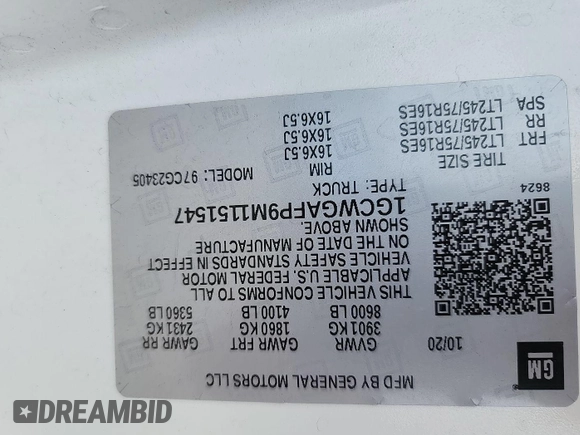 GM
MFD BY GENERAL MOTORS LLC
10/20 GVWR GAWR FRT GAWR RR
3901 KG 1860 KG 2431 KG
8600 LB 4100 LB 5360 LB
THIS VEHICLE CONFORMS TO ALL
APPLICABLE U.S. FEDERAL MOTOR
VEHICLE SAFETY STANDARDS IN EFFECT
ON THE DATE OF MANUFACTURE
SHOWN ABOVE.
1GCWGAFP9M1151547
8624 TYPE: TRUCK MODEL: 97CG23405
TIRE SIZE RIM
FRT LT245/75R16ES 16X6.5J
RR LT245/75R16ES 16X6.5J
SPA LT245/75R16ES 16X6.5J
DREAMBID